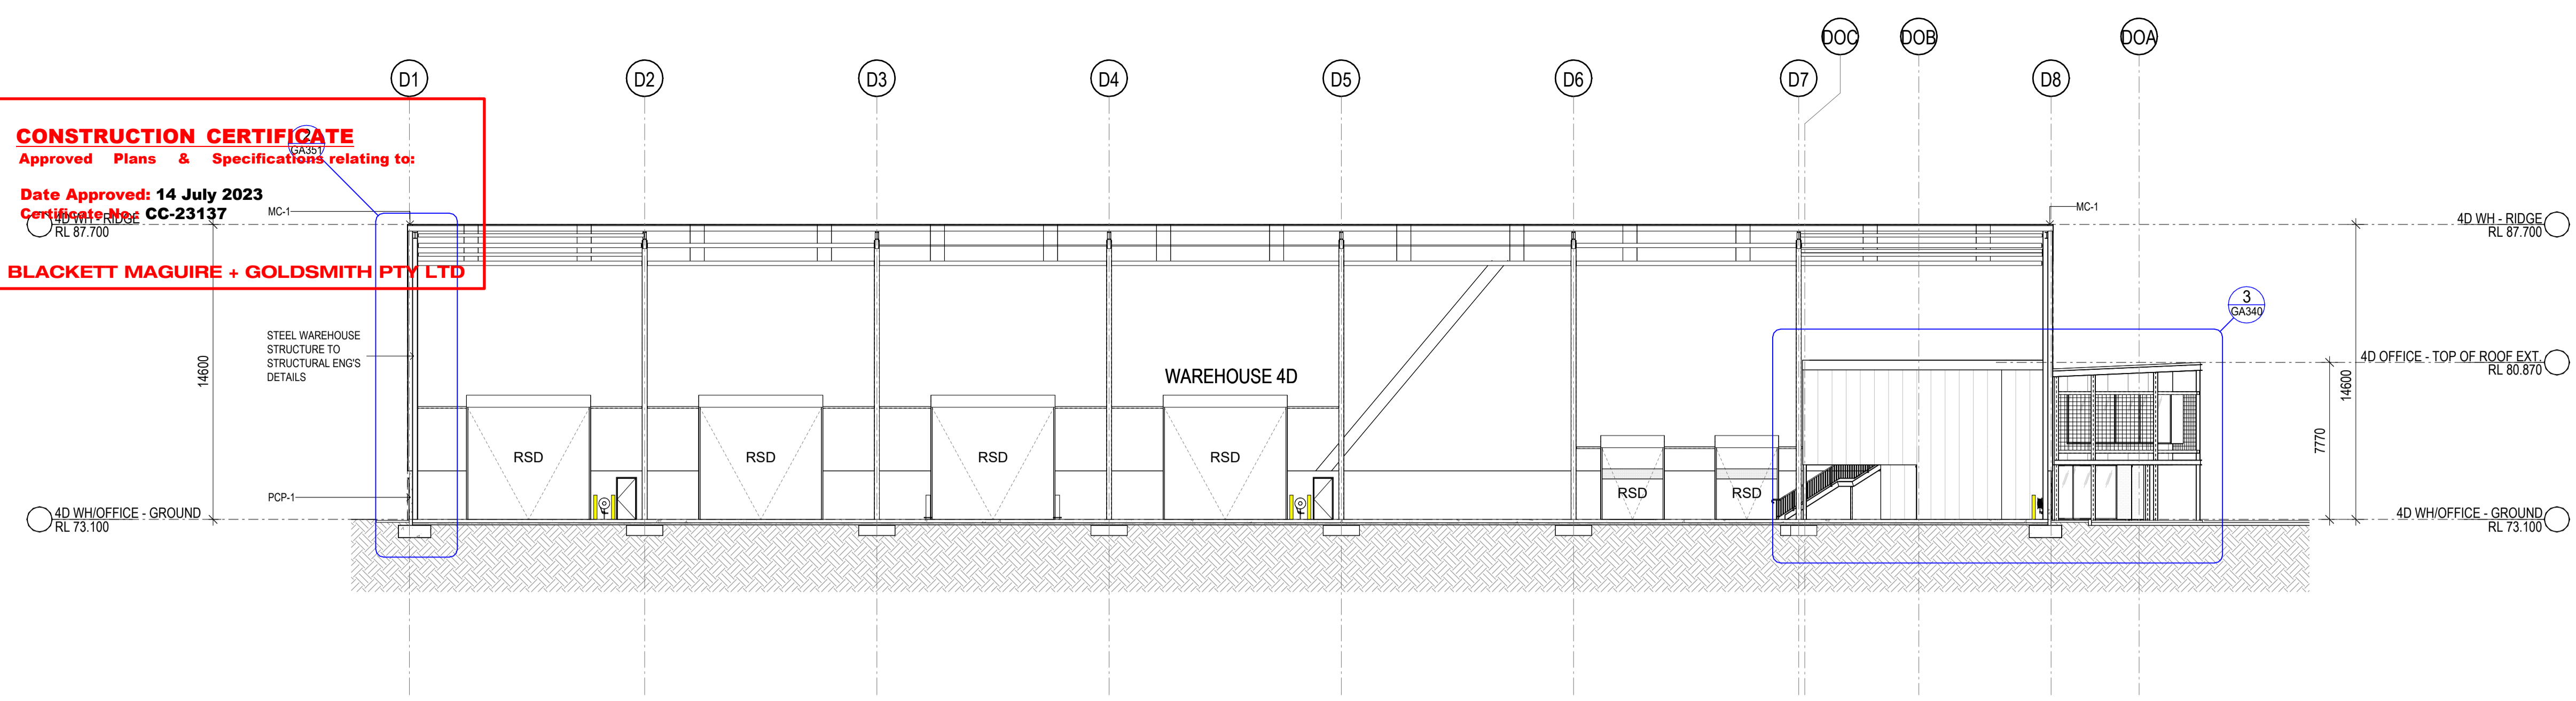 DOC
DOB
DOA
D1
D2
D3
D4
D5
D6
D7
D8
CONSTRUCTION CERTIFICATE
Approved Plans & Specifications relating to:
Date Approved: 14 July 2023
Certificate No.: CC-23137
BLACKETT MAGUIRE + GOLDSMITH PTY LTD
2
GA351
MC-1
4D WH - RIDGE
RL 87.700
14600
STEEL WAREHOUSE
STRUCTURE TO
STRUCTURAL ENG'S
DETAILS
PCP-1
4D WH/OFFICE - GROUND
RL 73.100
WAREHOUSE 4D
RSD
RSD
RSD
RSD
RSD
RSD
MC-1
3
GA340
4D WH - RIDGE
RL 87.700
4D OFFICE - TOP OF ROOF EXT.
RL 80.870
14600
7770
4D WH/OFFICE - GROUND
RL 73.100